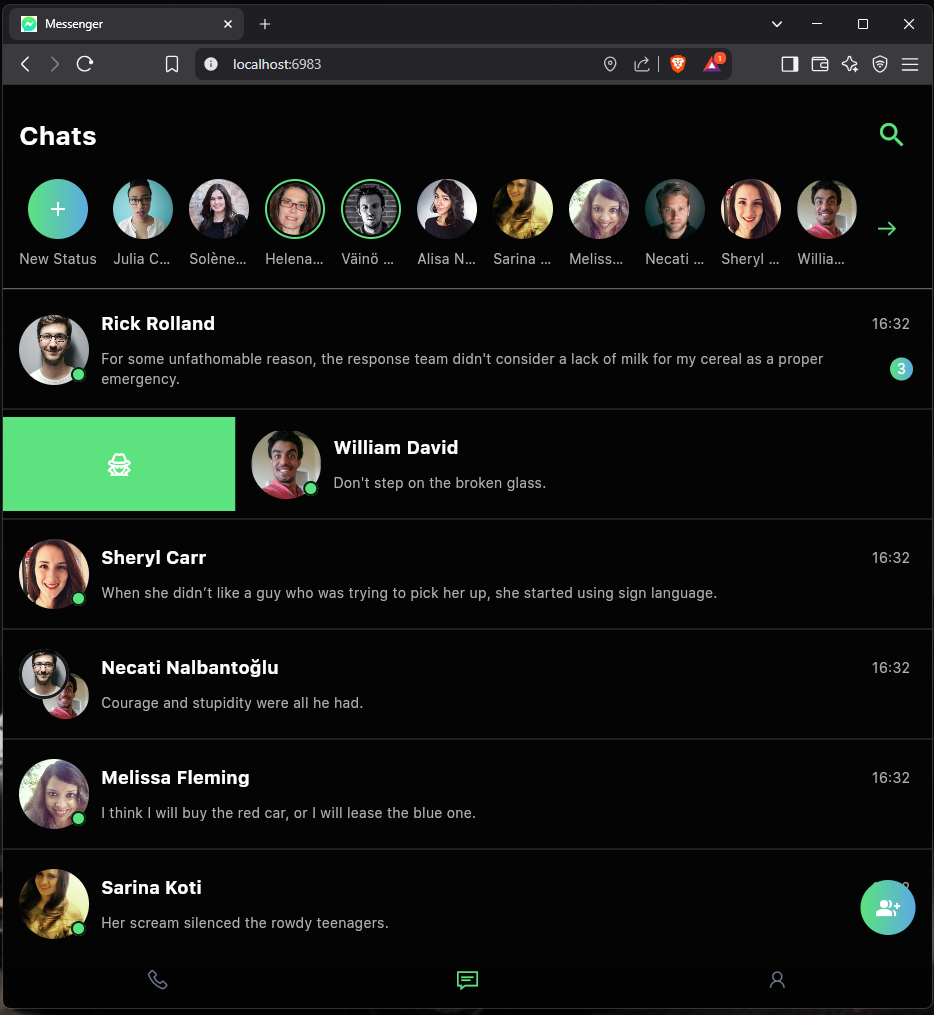 Messenger
localhost:6983
1
Chats
New Status
Julia C...
Solène...
Helena...
Väinö ...
Alisa N...
Sarina ...
Meliss...
Necati ...
Sheryl ...
Willia...
Rick Rolland
16:32
For some unfathomable reason, the response team didn't consider a lack of milk for my cereal as a proper
emergency.
3
William David
Don't step on the broken glass.
Sheryl Carr
16:32
When she didn’t like a guy who was trying to pick her up, she started using sign language.
Necati Nalbantoğlu
16:32
Courage and stupidity were all he had.
Melissa Fleming
16:32
I think I will buy the red car, or I will lease the blue one.
Sarina Koti
Her scream silenced the rowdy teenagers.